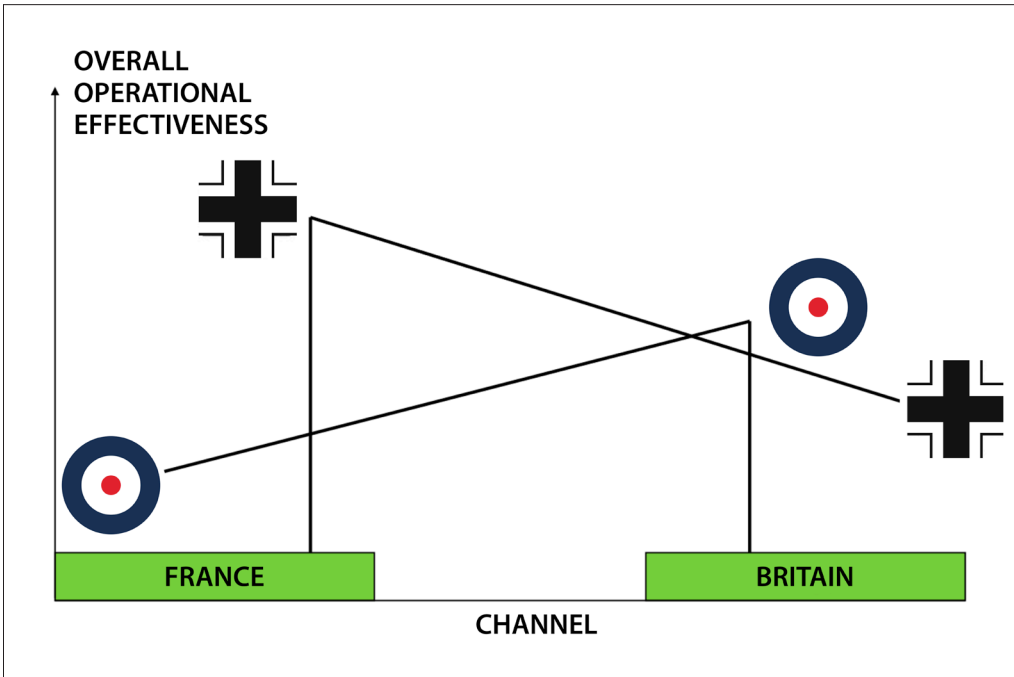 OVERALL
OPERATIONAL
EFFECTIVENESS
FRANCE
BRITAIN
CHANNEL